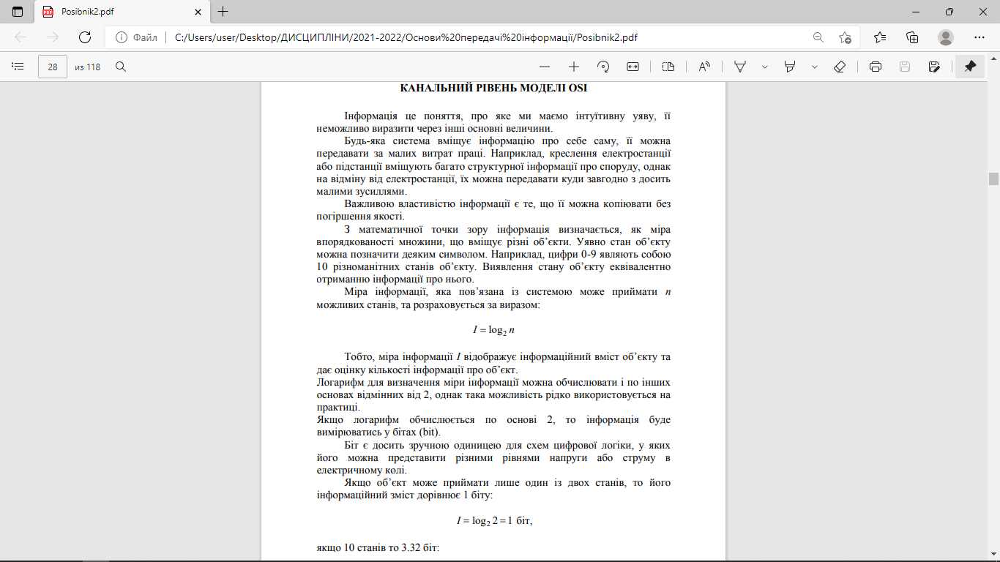 Posibnik2.pdf
Файл C:/Users/user/Desktop/ДИСЦИПЛІНИ/2021-2022/Основи%20передачі%20інформації/Posibnik2.pdf
28 из 118
КАНАЛЬНИЙ РІВЕНЬ МОДЕЛІ OSI
Інформація це поняття, про яке ми маємо інтуїтивну уяву, її
неможливо виразити через інші основні величини.
Будь-яка система вміщує інформацію про себе саму, її можна
передавати за малих витрат праці. Наприклад, креслення електростанції
або підстанції вміщують багато структурної інформації про споруду, однак
на відміну від електростанції, їх можна передавати куди завгодно з досить
малими зусиллями.
Важливою властивістю інформації є те, що її можна копіювати без
погіршення якості.
З математичної точки зору інформація визначається, як міра
впорядкованості множини, що вміщує різні об’єкти. Уявно стан об’єкту
можна позначити деяким символом. Наприклад, цифри 0-9 являють собою
10 різноманітних станів об’єкту. Виявлення стану об’єкту еквівалентно
отриманню інформації про нього.
Міра інформації, яка пов’язана із системою може приймати n
можливих станів, та розраховується за виразом:
I = log₂ n
Тобто, міра інформації I відображує інформаційний вміст об’єкту та
дає оцінку кількості інформації про об’єкт.
Логарифм для визначення міри інформації можна обчислювати і по інших
основах відмінних від 2, однак така можливість рідко використовується на
практиці.
Якщо логарифм обчислюється по основі 2, то інформація буде
вимірюватись у бітах (bit).
Біт є досить зручною одиницею для схем цифрової логіки, у яких
його можна представити різними рівнями напруги або струму в
електричному колі.
Якщо об’єкт може приймати лише один із двох станів, то його
інформаційний зміст дорівнює 1 біту:
I = log₂ 2 = 1 біт,
якщо 10 станів то 3.32 біт: